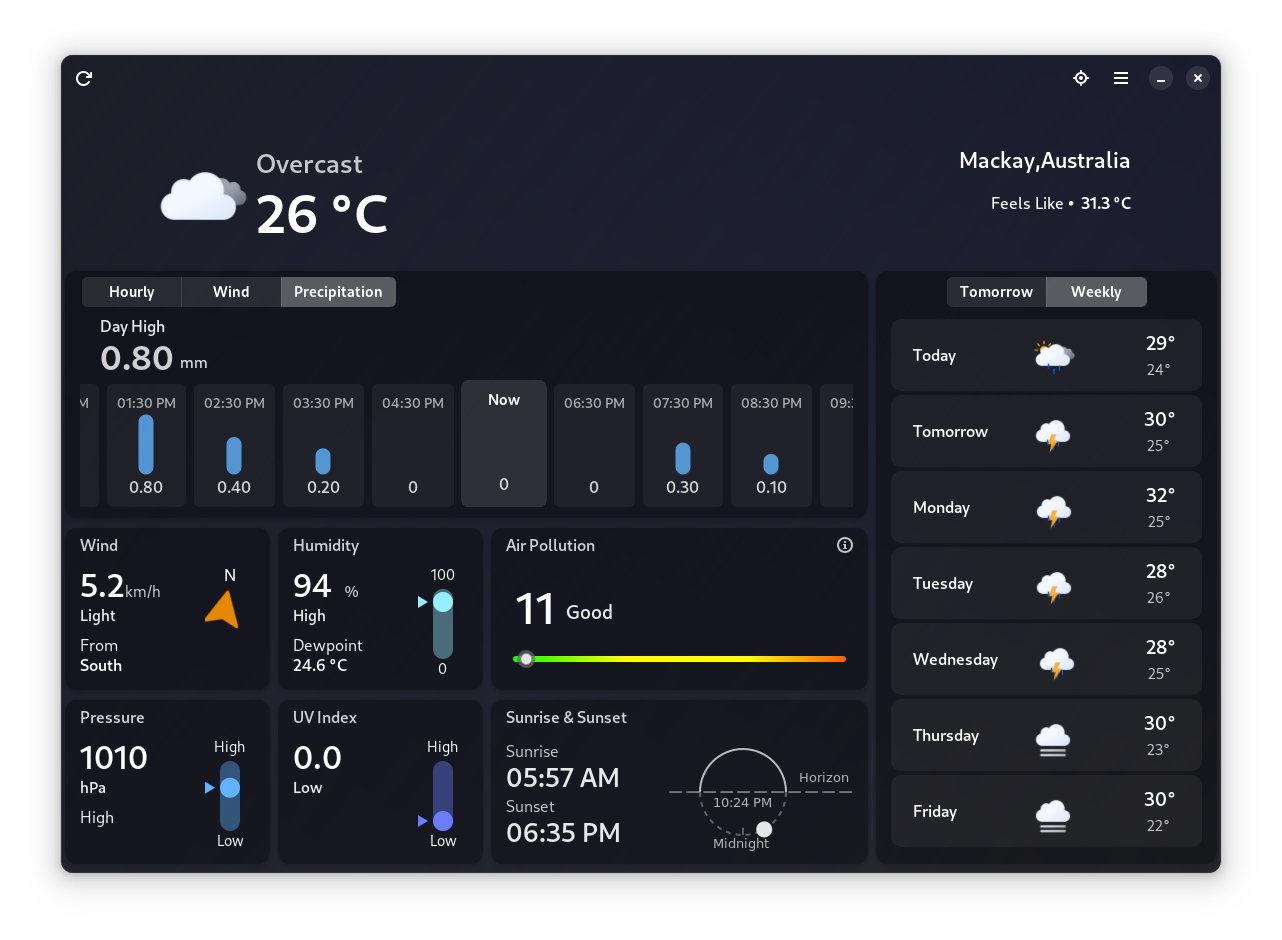 Overcast
26 °C
Mackay,Australia
Feels Like • 31.3 °C
Hourly Wind Precipitation
Day High
0.80 mm
M 01:30 PM 02:30 PM 03:30 PM 04:30 PM Now 06:30 PM 07:30 PM 08:30 PM 09:
0.80 0.40 0.20 0 0 0 0.30 0.10
Tomorrow Weekly
Today 29°
24°
Tomorrow 30°
25°
Monday 32°
25°
Tuesday 28°
26°
Wednesday 28°
25°
Thursday 30°
23°
Friday 30°
22°
Wind
5.2km/h
Light
From
South
N
Humidity
94 %
High
Dewpoint
24.6 °C
100
0
Air Pollution
11 Good
Pressure
1010
hPa
High
High
Low
UV Index
0.0
Low
High
Low
Sunrise & Sunset
Sunrise
05:57 AM
Sunset
06:35 PM
Horizon
10:24 PM
Midnight